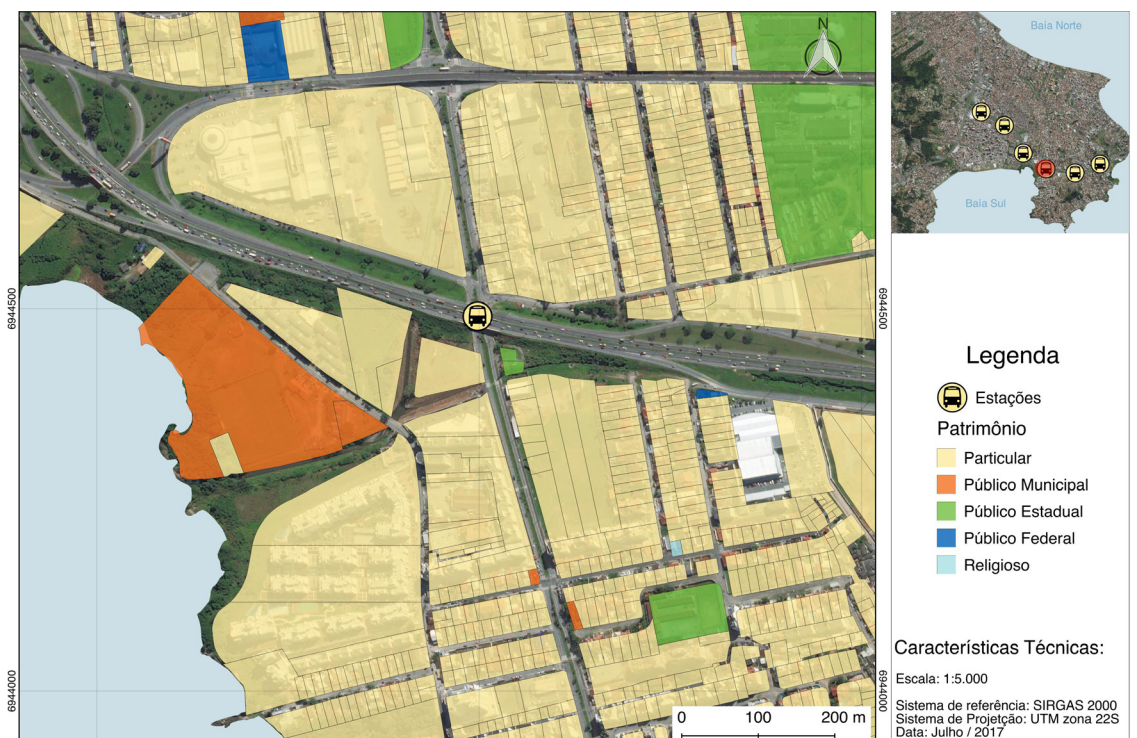 N
6944500
6944000
6944500
6944000
0 100 200 m
Baía Norte
Baía Sul
Legenda
Estações
Patrimônio
Particular
Público Municipal
Público Estadual
Público Federal
Religioso
Características Técnicas:
Escala: 1:5.000
Sistema de referência: SIRGAS 2000
Sistema de Projetção: UTM zona 22S
Data: Julho / 2017